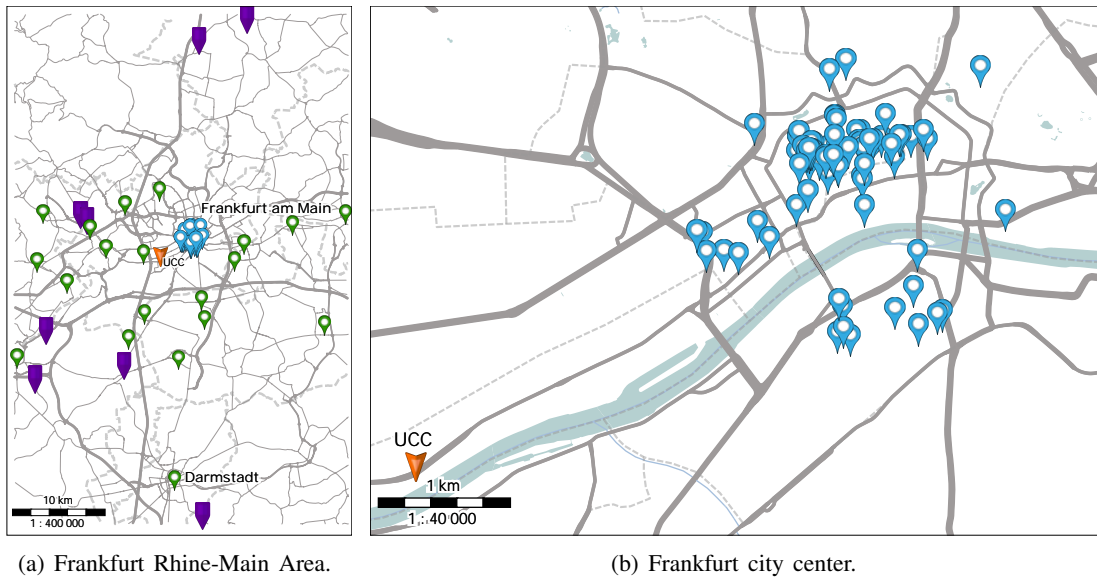 Frankfurt am Main
UCC
Darmstadt
10 km
1 : 400 000
UCC
1 km
1 : 40 000
(a) Frankfurt Rhine-Main Area.
(b) Frankfurt city center.